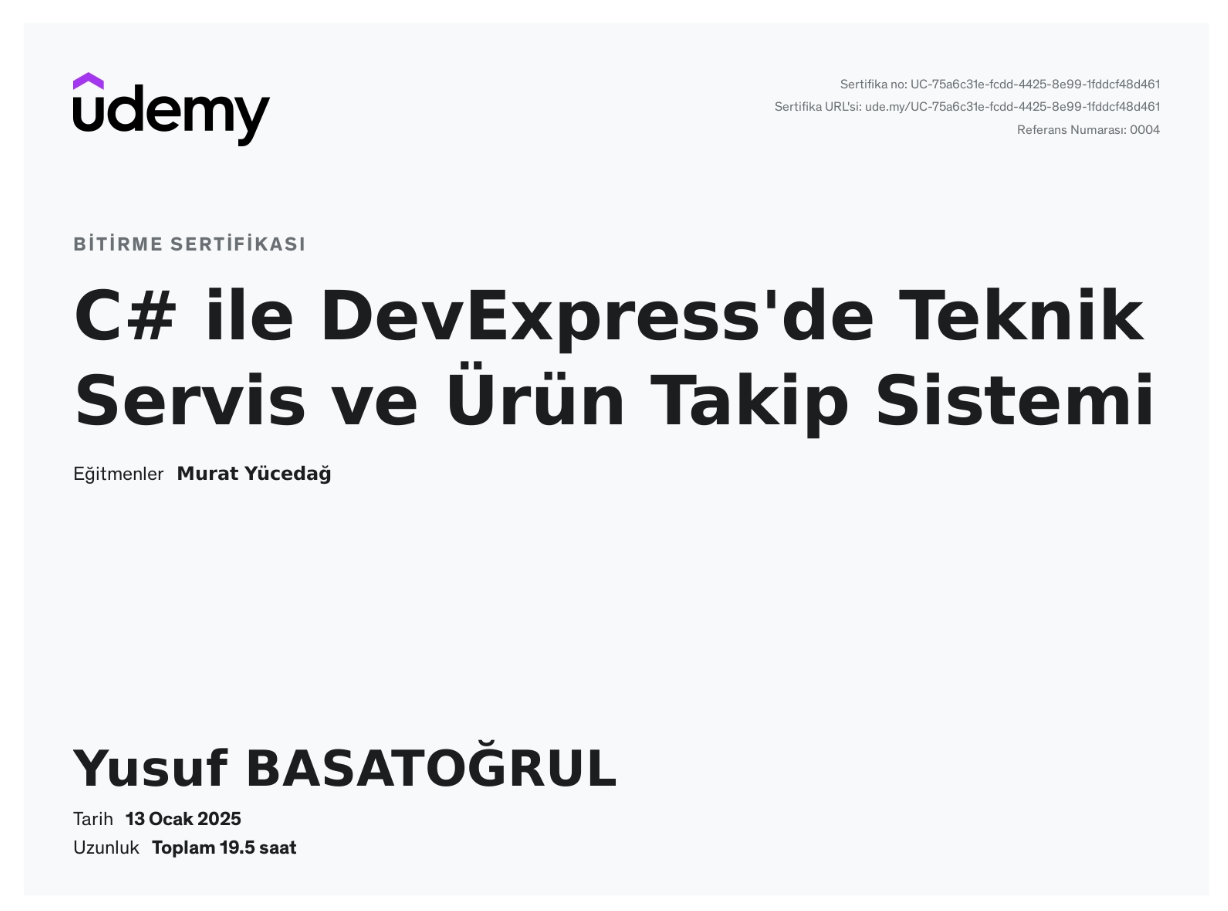 udemy
Sertifika no: UC-75a6c31e-fcdd-4425-8e99-1fddcf48d461
Sertifika URL'si: ude.my/UC-75a6c31e-fcdd-4425-8e99-1fddcf48d461
Referans Numarası: 0004
BİTİRME SERTİFİKASI
C# ile DevExpress'de Teknik
Servis ve Ürün Takip Sistemi
Eğitmenler Murat Yücedağ
Yusuf BASATOĞRUL
Tarih 13 Ocak 2025
Uzunluk Toplam 19.5 saat